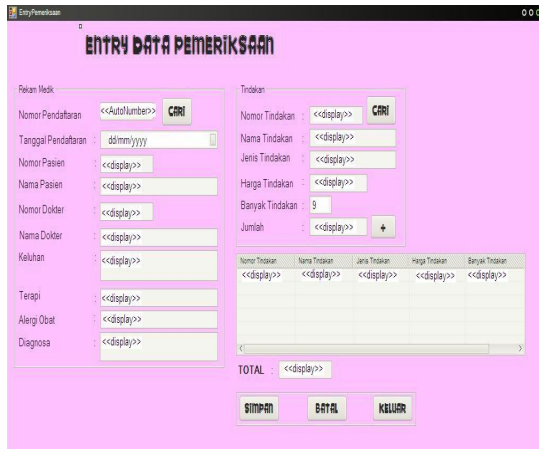 EntryPemeriksaan
ENTRY DATA PEMERIKSAAN
Rekam Medik
Nomor Pendaftaran <<AutoNumber>> CARI
Tanggal Pendaftaran : dd/mm/yyyy
Nomor Pasien : <<display>>
Nama Pasien : <<display>>
Nomor Dokter : <<display>>
Nama Dokter : <<display>>
Keluhan : <<display>>
Terapi : <<display>>
Alergi Obat : <<display>>
Diagnosa : <<display>>
Tindakan
Nomor Tindakan : <<display>> CARI
Nama Tindakan : <<display>>
Jenis Tindakan : <<display>>
Harga Tindakan : <<display>>
Banyak Tindakan : 9
Jumlah : <<display>> +
Nomor Tindakan Nama Tindakan Jenis Tindakan Harga Tindakan Banyak Tindakan
<<display>> <<display>> <<display>> <<display>> <<display>>
TOTAL : <<display>>
SIMPAN BATAL KELUAR